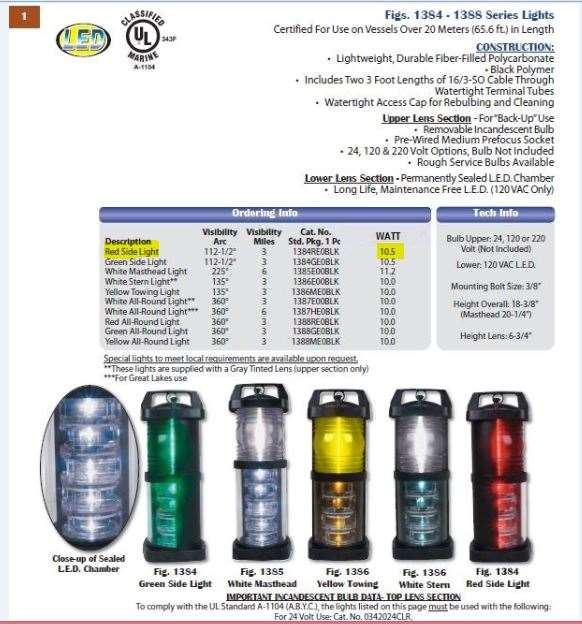 1
LED
CLASSIFIED
UL
343F
MARINE
A-1104
Figs. 1384 - 1388 Series Lights
Certified For Use on Vessels Over 20 Meters (65.6 ft.) in Length
CONSTRUCTION:
• Lightweight, Durable Fiber-Filled Polycarbonate
• Black Polymer
• Includes Two 3 Foot Lengths of 16/3-SO Cable Through
Watertight Terminal Tubes
• Watertight Access Cap for Rebulbing and Cleaning
Upper Lens Section - For "Back-Up" Use
• Removable Incandescent Bulb
• Pre-Wired Medium Prefocus Socket
• 24, 120 & 220 Volt Options, Bulb Not Included
• Rough Service Bulbs Available
Lower Lens Section - Permanently Sealed L.E.D. Chamber
• Long Life, Maintenance Free L.E.D. (120 VAC Only)
Ordering Info
Description Visibility Arc Visibility Miles Cat. No. Std. Pkg. 1 Pc WATT
Red Side Light 112-1/2° 3 1384RE0BLK 10.5
Green Side Light 112-1/2° 3 1384GE0BLK 10.5
White Masthead Light 225° 6 1385E00BLK 11.2
White Stern Light** 135° 3 1386E00BLK 10.0
Yellow Towing Light 135° 3 1386ME0BLK 10.0
White All-Round Light** 360° 3 1387E00BLK 10.0
White All-Round Light*** 360° 6 1387HE0BLK 10.0
Red All-Round Light 360° 3 1388RE0BLK 10.0
Green All-Round Light 360° 3 1388GE0BLK 10.0
Yellow All-Round Light 360° 3 1388ME0BLK 10.0
Tech Info
Bulb Upper: 24, 120 or 220
Volt (Not Included)
Lower: 120 VAC L.E.D.
Mounting Bolt Size: 3/8"
Height Overall: 18-3/8"
(Masthead 20-1/4")
Height Lens: 6-3/4"
Special lights to meet local requirements are available upon request.
**These lights are supplied with a Gray Tinted Lens (upper section only)
***For Great Lakes use
Close-up of Sealed
L.E.D. Chamber
Fig. 1384
Green Side Light
Fig. 1385
White Masthead
Fig. 1386
Yellow Towing
Fig. 1386
White Stern
Fig. 1384
Red Side Light
IMPORTANT INCANDESCENT BULB DATA- TOP LENS SECTION
To comply with the UL Standard A-1104 (A.B.Y.C.), the lights listed on this page must be used with the following:
For 24 Volt Use: Cat. No. 0342024CLR,